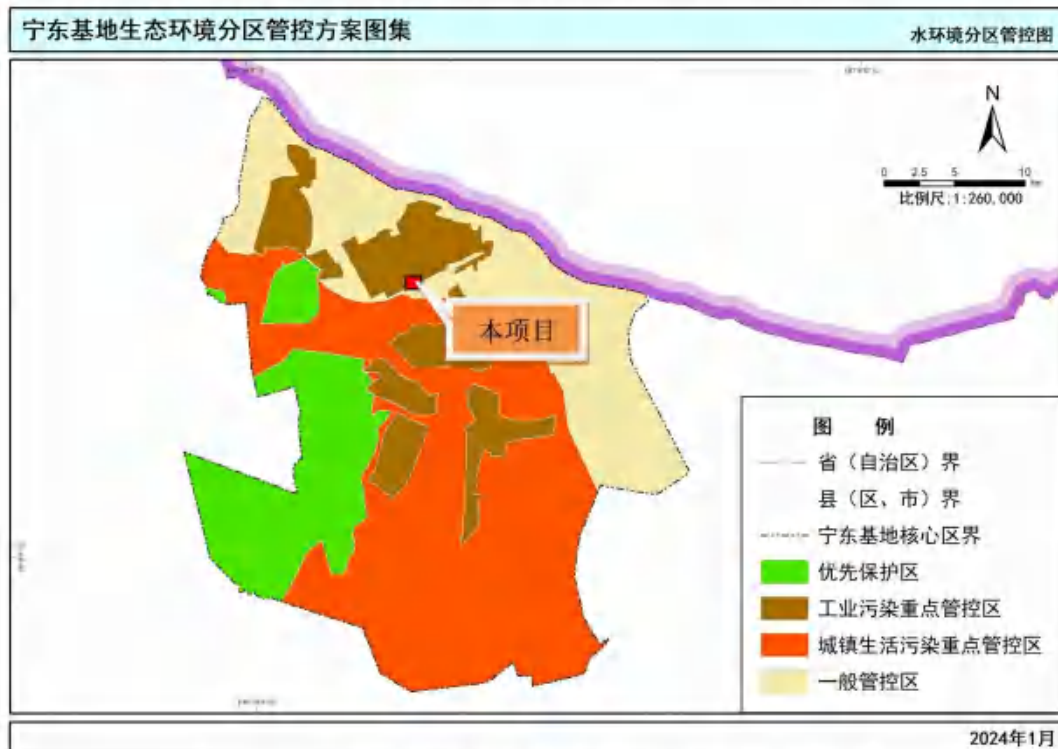 宁东基地生态环境分区管控方案图集
水环境分区管控图
N
0 2.5 5 10
比例尺:1:260,000
本项目
图 例
省（自治区）界
县（区、市）界
宁东基地核心区界
优先保护区
工业污染重点管控区
城镇生活污染重点管控区
一般管控区
2024年1月